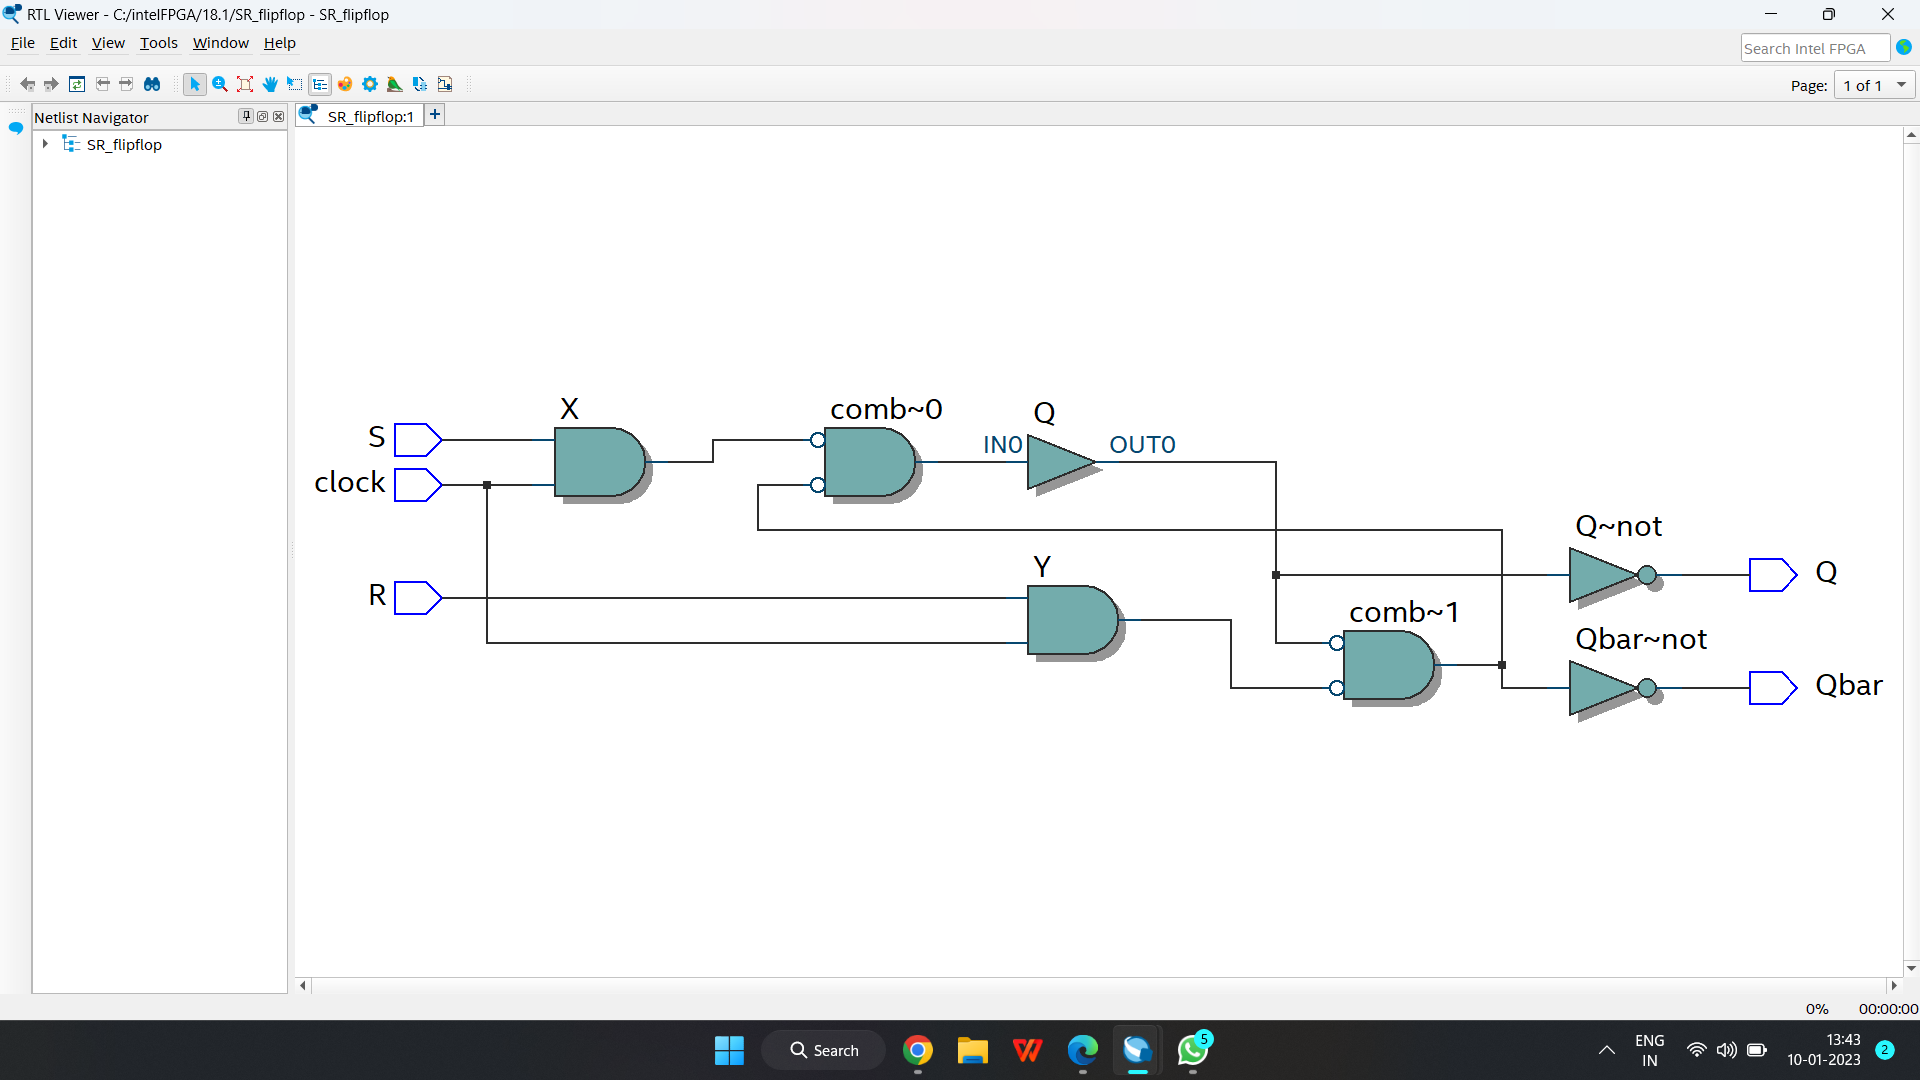 RTL Viewer - C:/intelFPGA/18.1/SR_flipflop - SR_flipflop
File Edit View Tools Window Help
Search Intel FPGA
Page: 1 of 1
Netlist Navigator
SR_flipflop:1
SR_flipflop
X
comb~0
Q
S
IN0
OUT0
clock
Q~not
Y
Q
R
comb~1
Qbar~not
Qbar
0% 00:00:00
Search
5
ENG
IN
13:43
10-01-2023
2